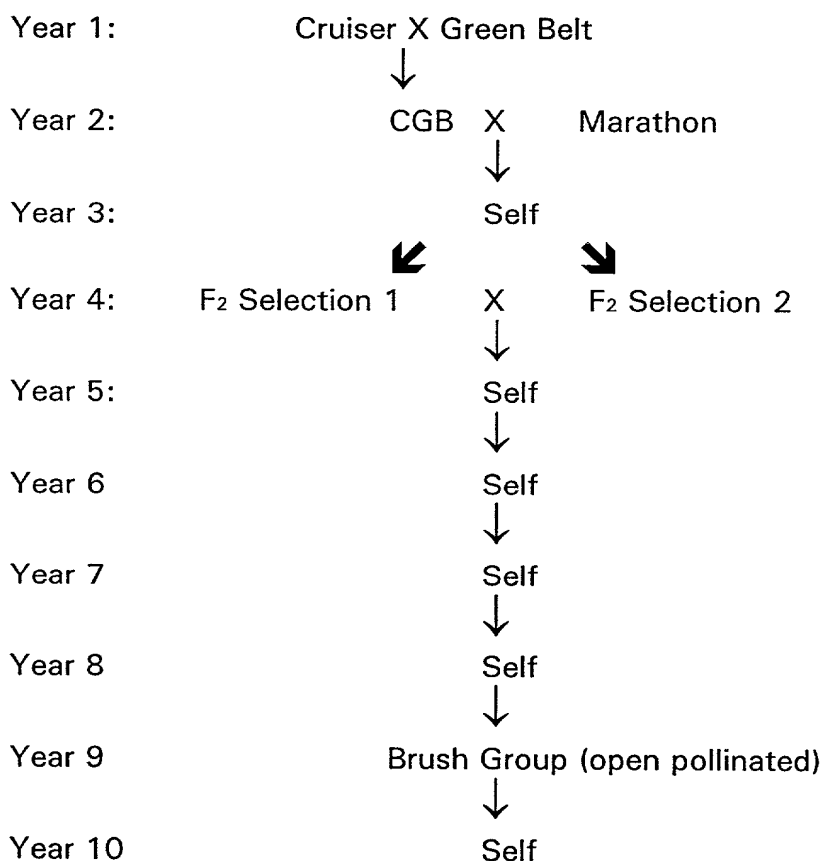 Year 1: Cruiser X Green Belt
Year 2: CGB X Marathon
Year 3: Self
Year 4: F2 Selection 1 X F2 Selection 2
Year 5: Self
Year 6 Self
Year 7 Self
Year 8 Self
Year 9 Brush Group (open pollinated)
Year 10 Self